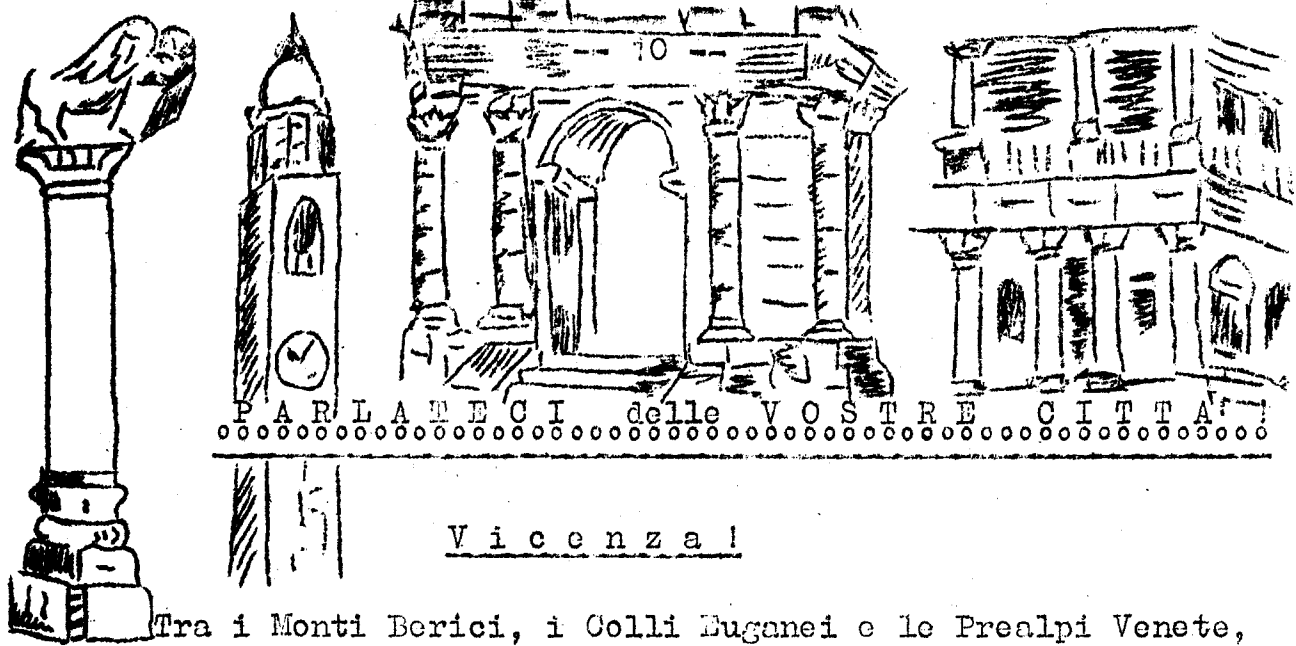 - 10 -
PARLATECI delle VOSTRE CITTA'!
Vicenza!
Tra i Monti Berici, i Colli Euganei e le Prealpi Venete,